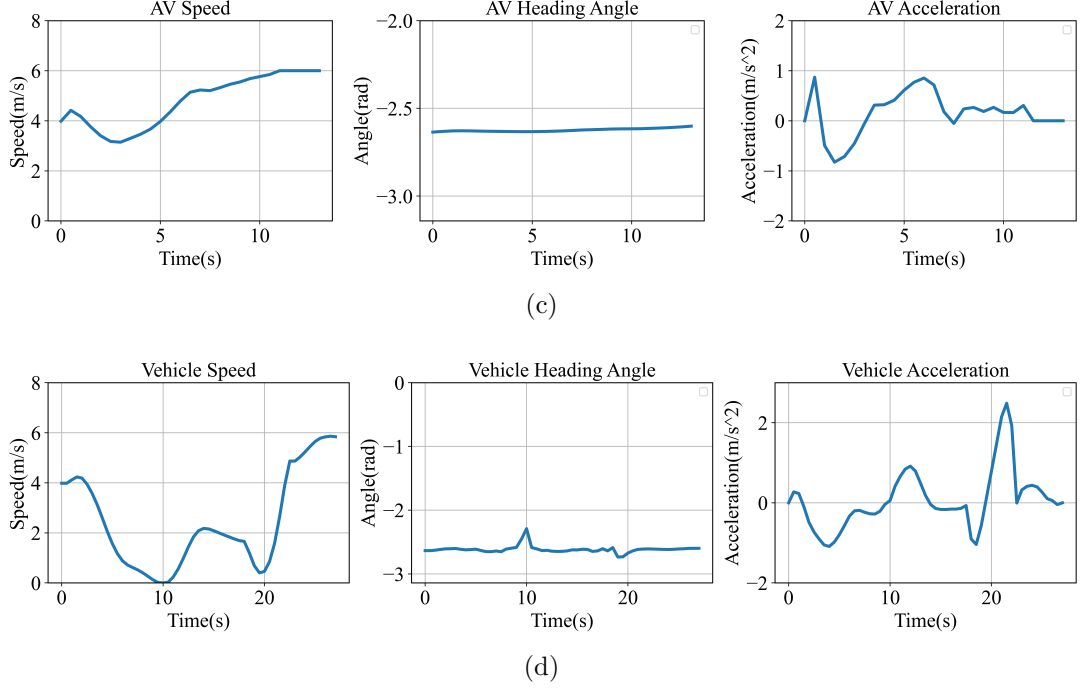 AV Speed
8
6
4
2
0
Speed(m/s)
0 5 10
Time(s)
AV Heading Angle
−2.0
−2.5
−3.0
Angle(rad)
0 5 10
Time(s)
AV Acceleration
2
1
0
−1
−2
Acceleration(m/s^2)
0 5 10
Time(s)
(c)
Vehicle Speed
8
6
4
2
0
Speed(m/s)
0 10 20
Time(s)
Vehicle Heading Angle
0
−1
−2
−3
Angle(rad)
0 10 20
Time(s)
Vehicle Acceleration
2
0
−2
Acceleration(m/s^2)
0 10 20
Time(s)
(d)